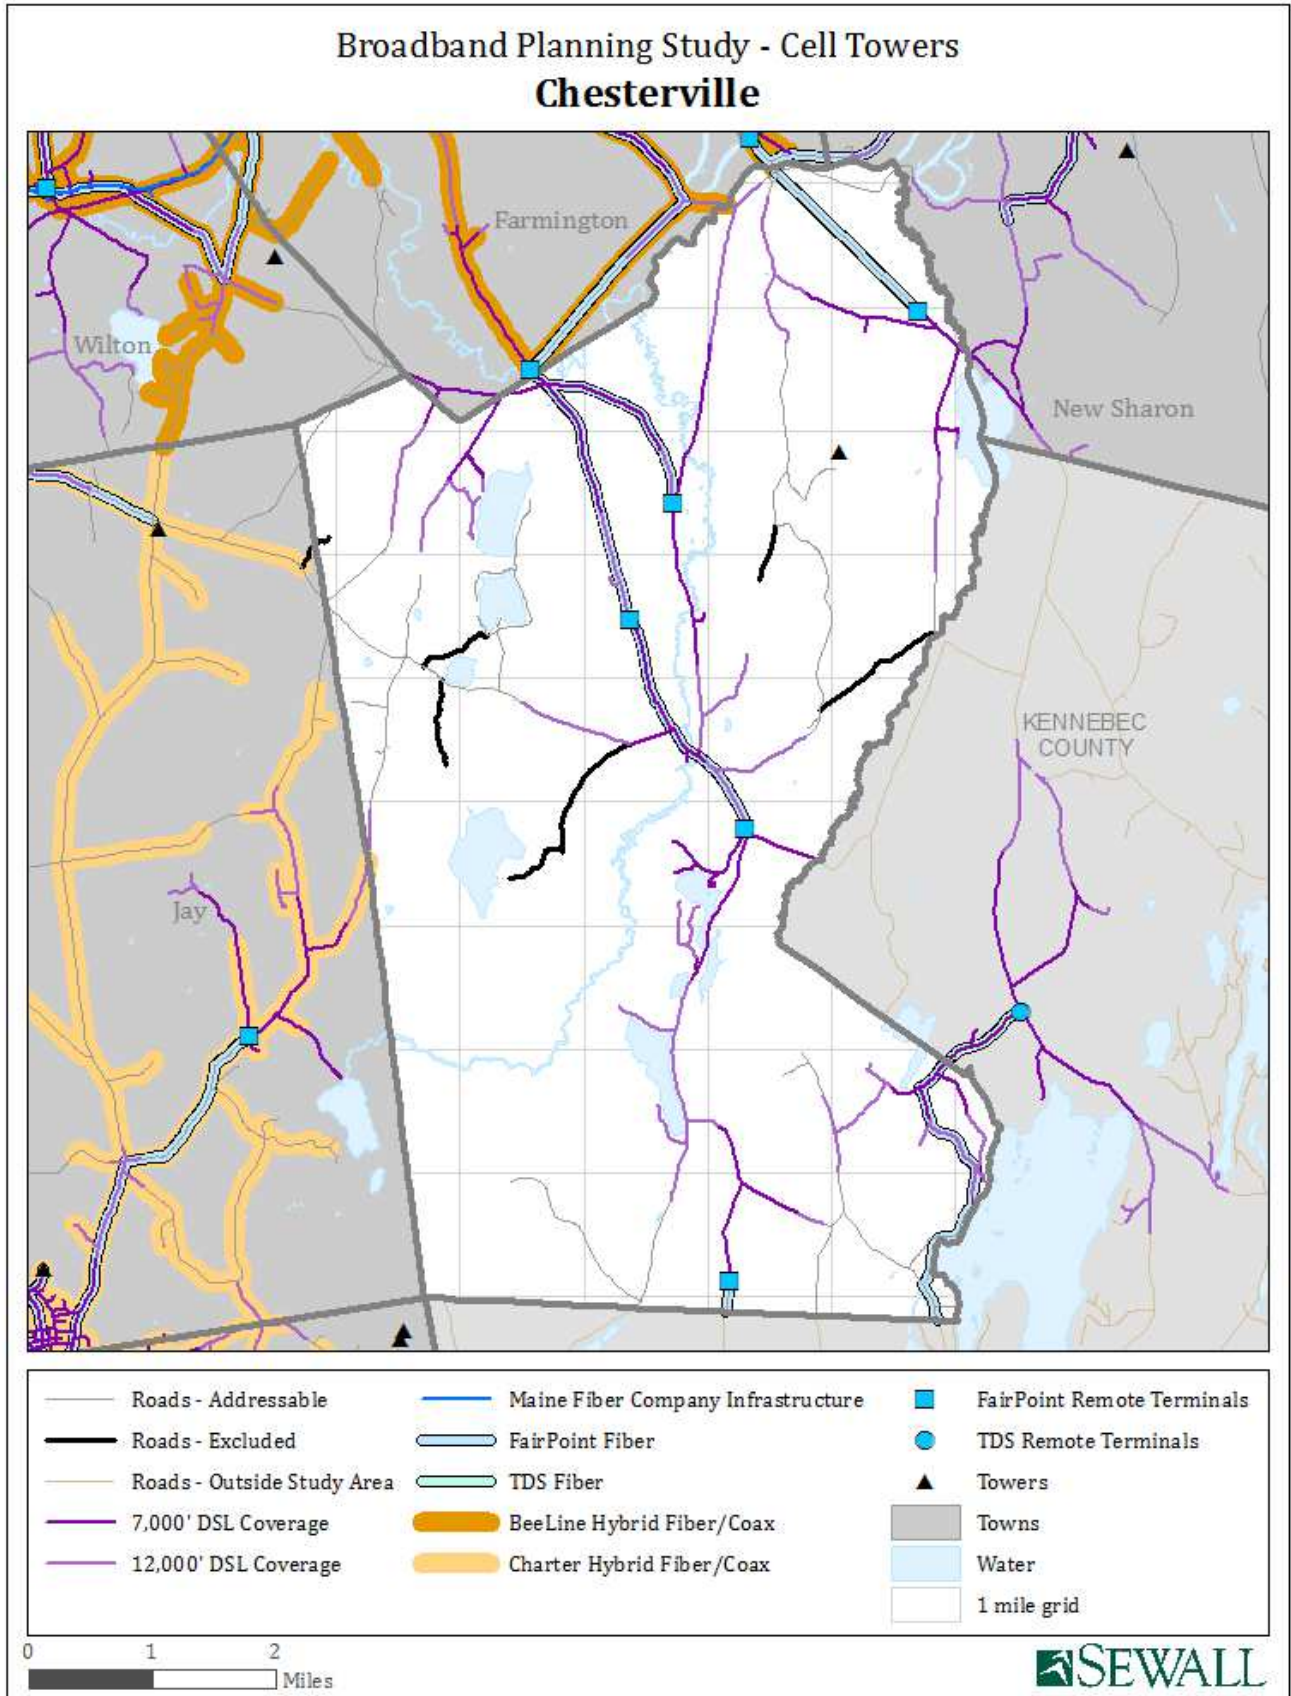 Broadband Planning Study - Cell Towers
Chesterville
Farmington
Wilton
New Sharon
KENNEBEC
COUNTY
Jay
Roads - Addressable
Roads - Excluded
Roads - Outside Study Area
7,000' DSL Coverage
12,000' DSL Coverage
Maine Fiber Company Infrastructure
FairPoint Fiber
TDS Fiber
BeeLine Hybrid Fiber/Coax
Charter Hybrid Fiber/Coax
FairPoint Remote Terminals
TDS Remote Terminals
Towers
Towns
Water
1 mile grid
0 1 2
Miles
SEWALL